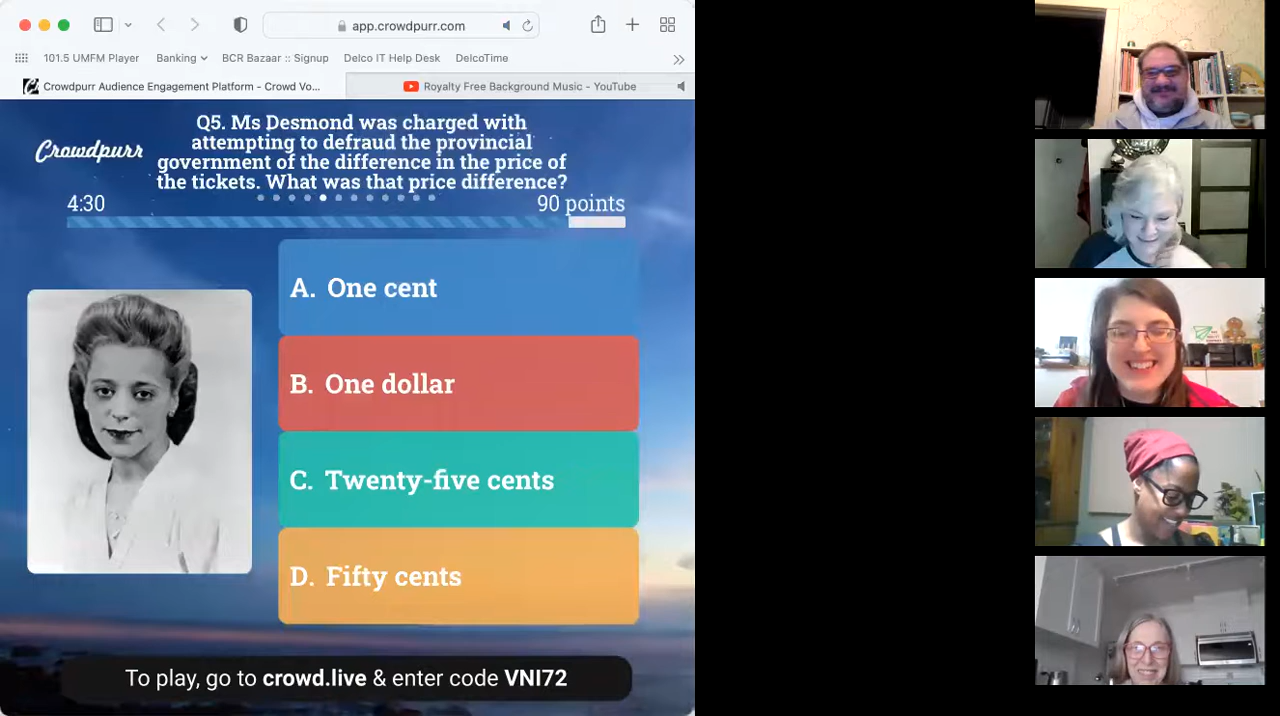 app.crowdpurr.com
101.5 UMFM Player Banking BCR Bazaar :: Signup Delco IT Help Desk DelcoTime
Crowdpurr Audience Engagement Platform - Crowd Vo... Royalty Free Background Music - YouTube
Crowdpurr
Q5. Ms Desmond was charged with
attempting to defraud the provincial
government of the difference in the price of
the tickets. What was that price difference?
4:30 90 points
A. One cent
B. One dollar
C. Twenty-five cents
D. Fifty cents
To play, go to crowd.live & enter code VNI72